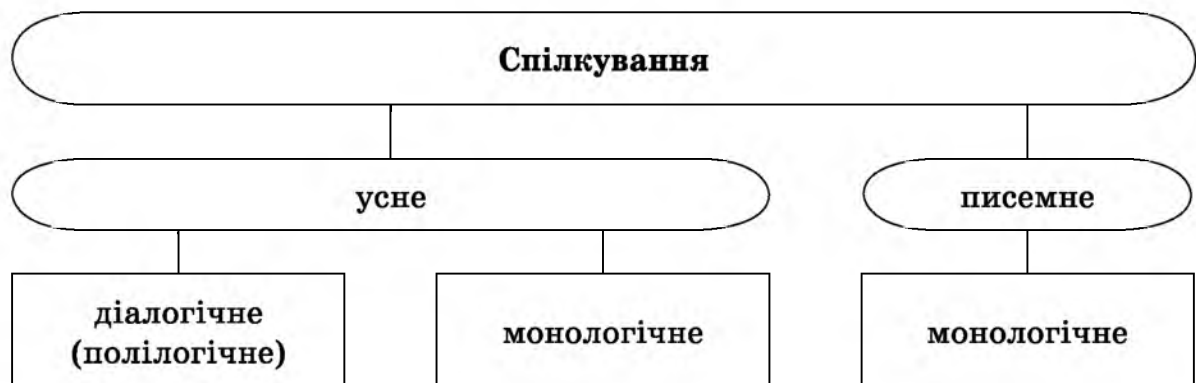 Спілкування
усне
писемне
діалогічне
(полілогічне)
монологічне
монологічне